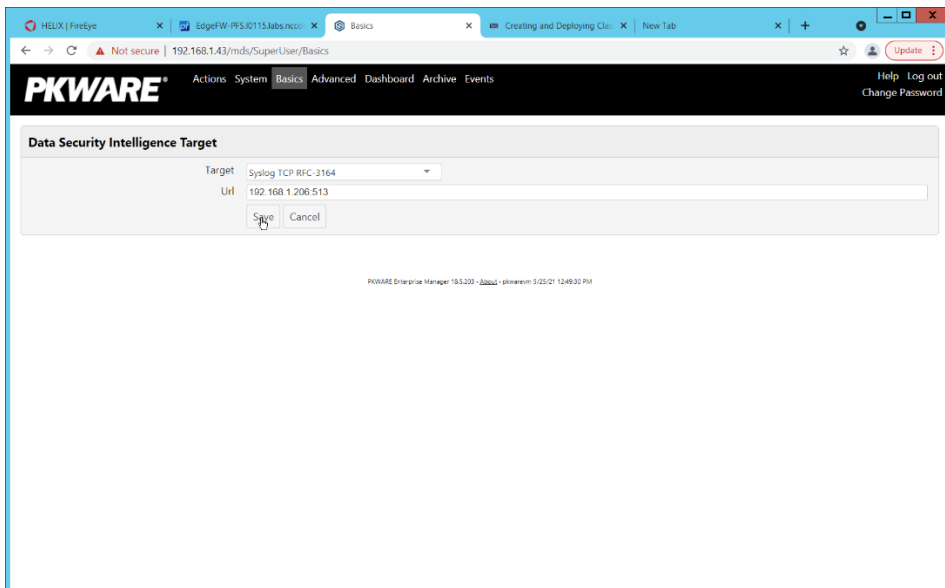 HELIX | FireEye
EdgeFW-PFS.l0115.labs.nccoe
Basics
Creating and Deploying Clas
New Tab
Not secure | 192.168.1.43/mds/SuperUser/Basics
Update
PKWARE®
Actions System Basics Advanced Dashboard Archive Events
Help Log out
Change Password
Data Security Intelligence Target
Target Syslog TCP RFC-3164
Url 192.168.1.206:513
Save Cancel
PKWARE Enterprise Manager 18.5.203 - About - pkwarevm 5/25/21 12:49:30 PM